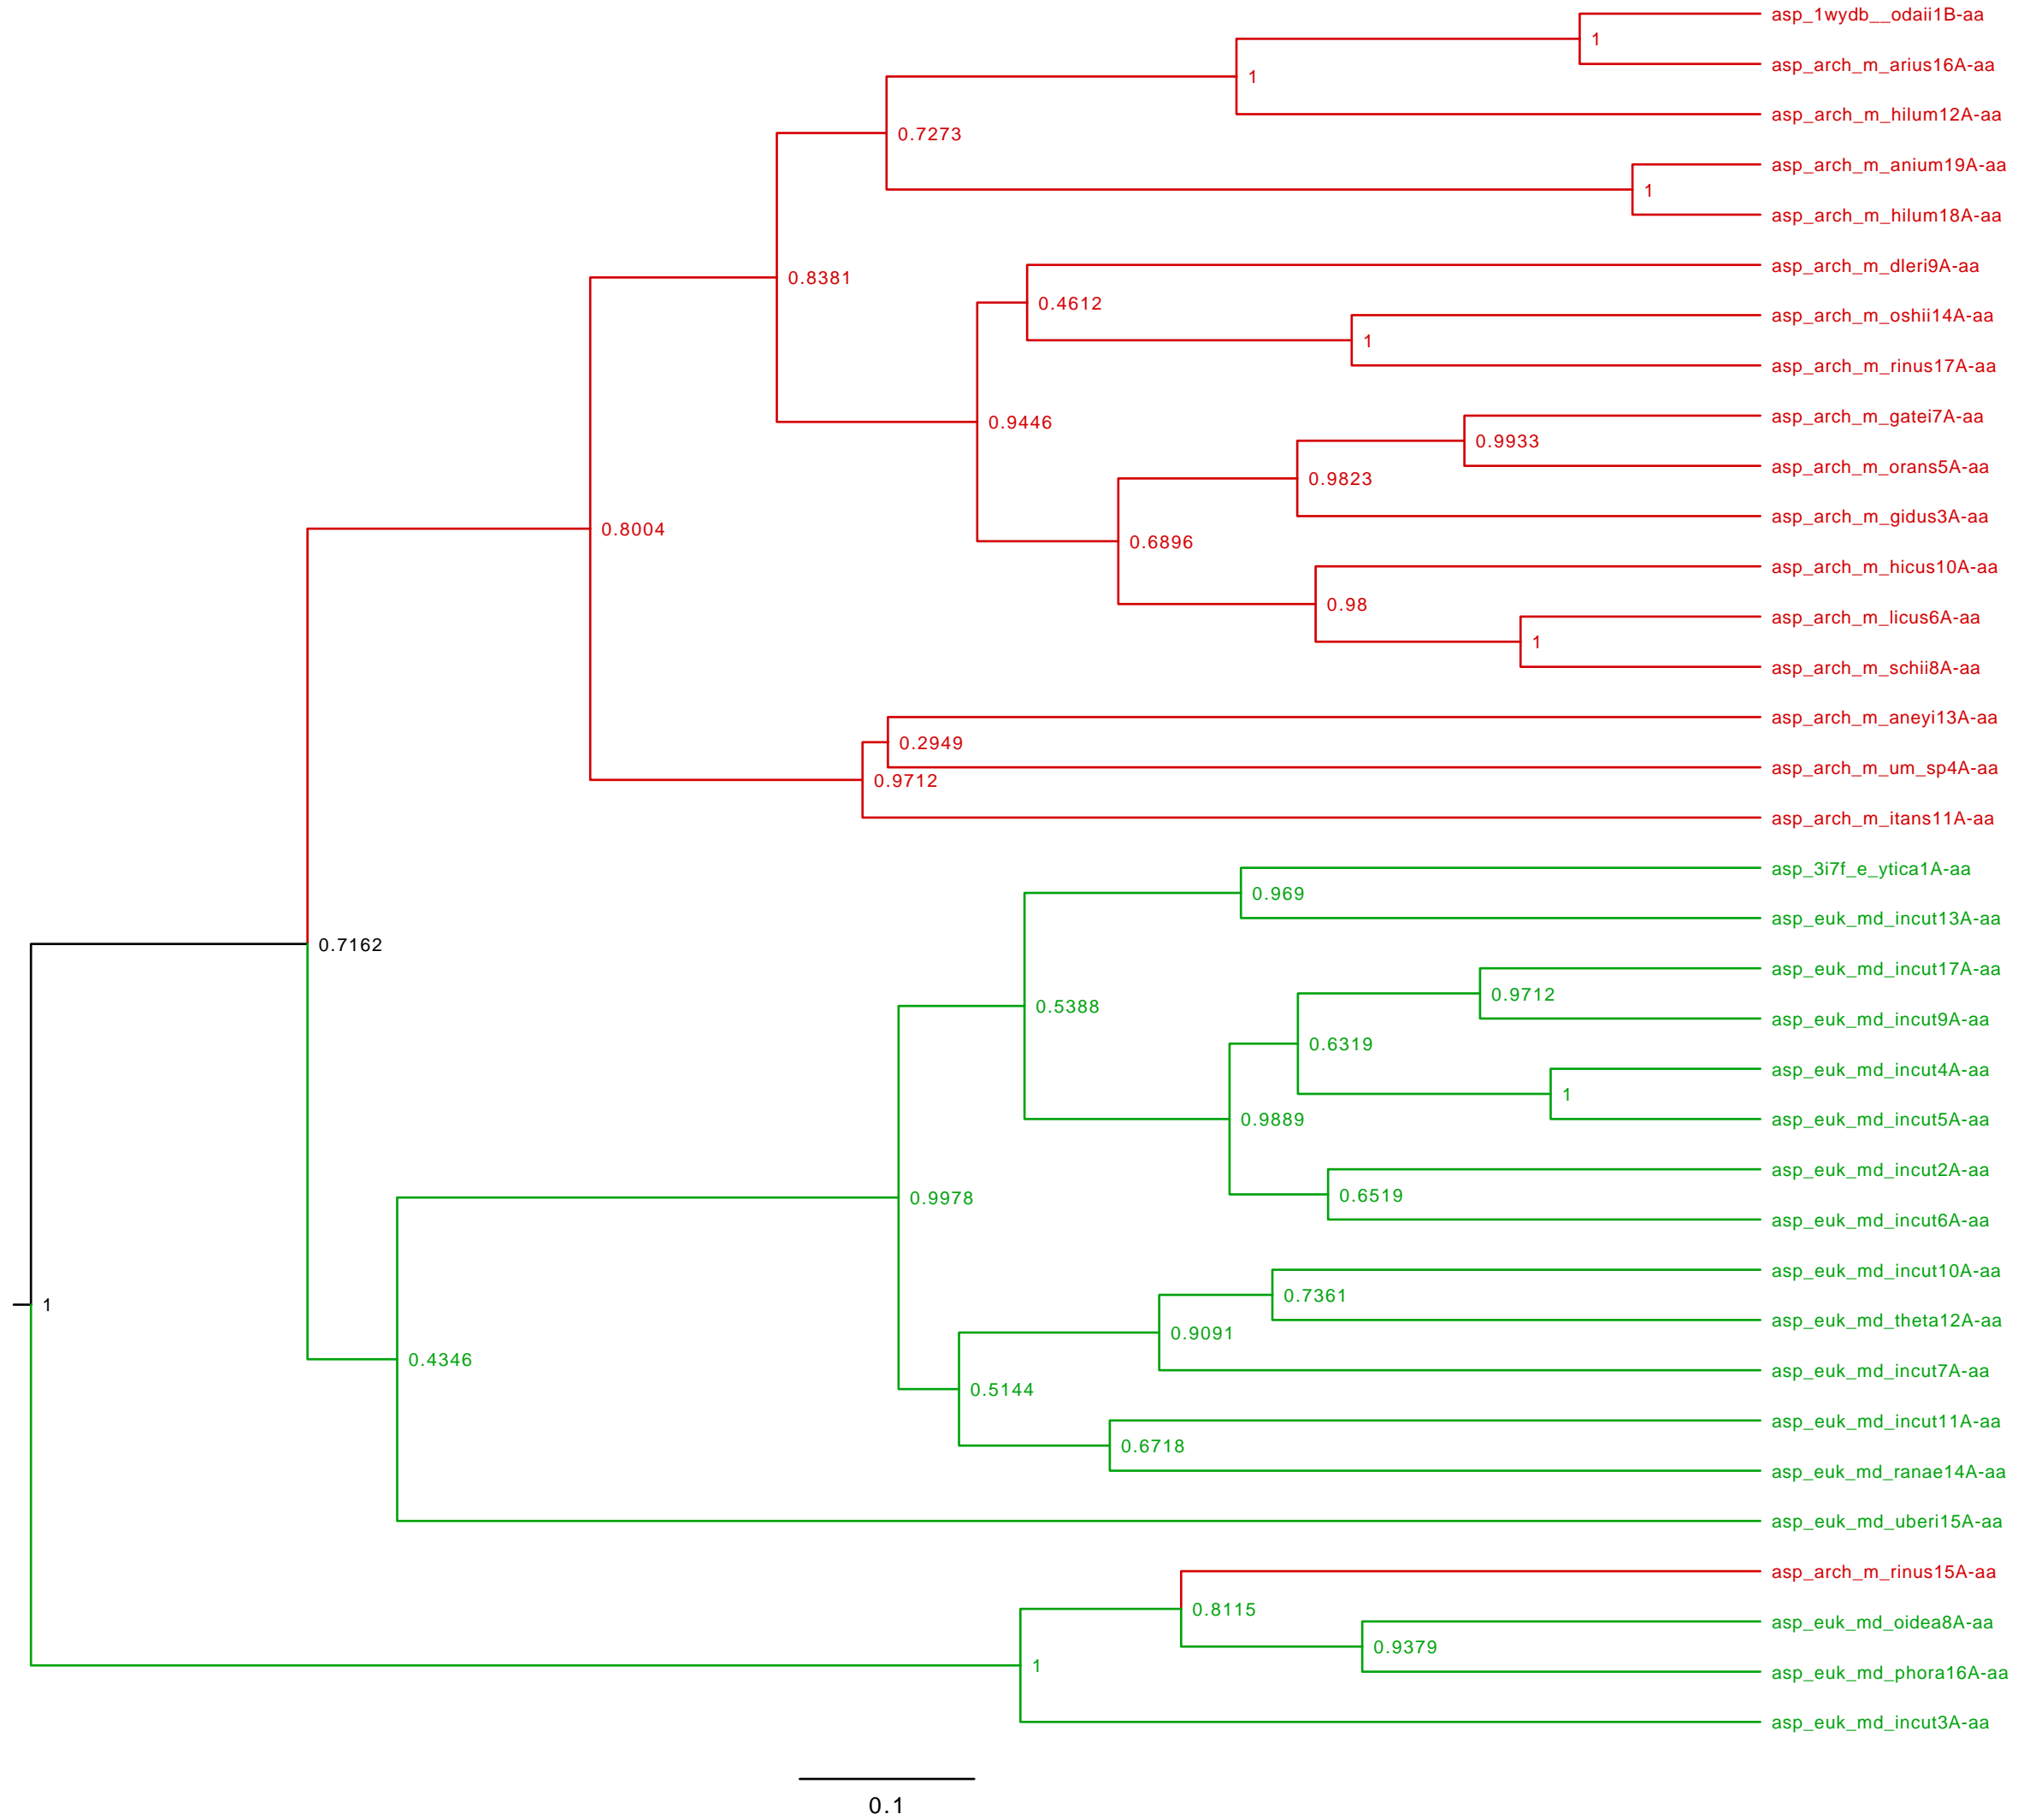 asp_1wydb__odaii1B-aa
1
asp_arch_m_arius16A-aa
1
asp_arch_m_hilum12A-aa
0.7273
asp_arch_m_anium19A-aa
1
asp_arch_m_hilum18A-aa
asp_arch_m_dleri9A-aa
0.8381
0.4612
asp_arch_m_oshii14A-aa
1
asp_arch_m_rinus17A-aa
asp_arch_m_gatei7A-aa
0.9446
0.9933
asp_arch_m_orans5A-aa
0.9823
asp_arch_m_gidus3A-aa
0.8004
0.6896
asp_arch_m_hicus10A-aa
0.98
asp_arch_m_licus6A-aa
1
asp_arch_m_schii8A-aa
asp_arch_m_aneyi13A-aa
0.2949
asp_arch_m_um_sp4A-aa
0.9712
asp_arch_m_itans11A-aa
asp_3i7f_e_ytica1A-aa
0.969
asp_euk_md_incut13A-aa
0.7162
asp_euk_md_incut17A-aa
0.9712
0.5388
asp_euk_md_incut9A-aa
0.6319
asp_euk_md_incut4A-aa
1
0.9889
asp_euk_md_incut5A-aa
asp_euk_md_incut2A-aa
0.6519
0.9978
asp_euk_md_incut6A-aa
asp_euk_md_incut10A-aa
0.7361
1
asp_euk_md_theta12A-aa
0.9091
0.4346
asp_euk_md_incut7A-aa
0.5144
asp_euk_md_incut11A-aa
0.6718
asp_euk_md_ranae14A-aa
asp_euk_md_uberi15A-aa
asp_arch_m_rinus15A-aa
0.8115
asp_euk_md_oidea8A-aa
0.9379
1
asp_euk_md_phora16A-aa
asp_euk_md_incut3A-aa
0.1